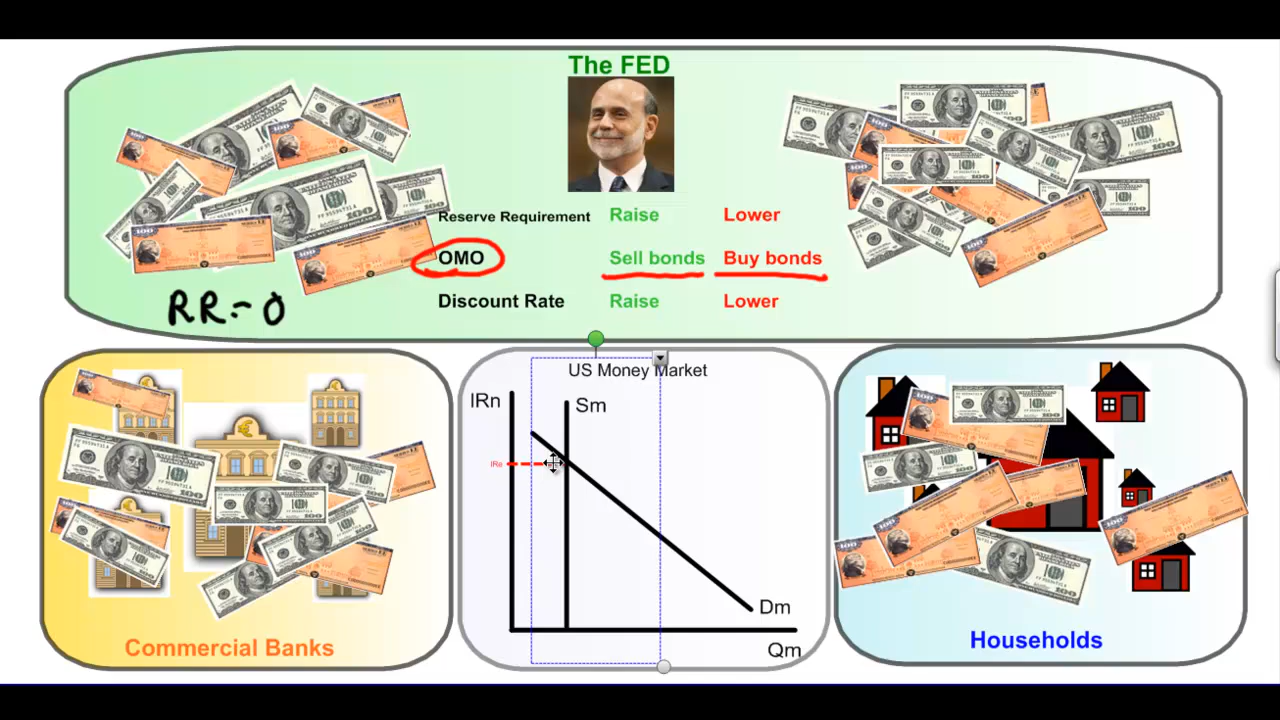 The FED
Reserve Requirement Raise Lower
OMO Sell bonds Buy bonds
Discount Rate Raise Lower
RR=0
US Money Market
IRn
Sm
IRe
Dm
Qm
Commercial Banks
Households